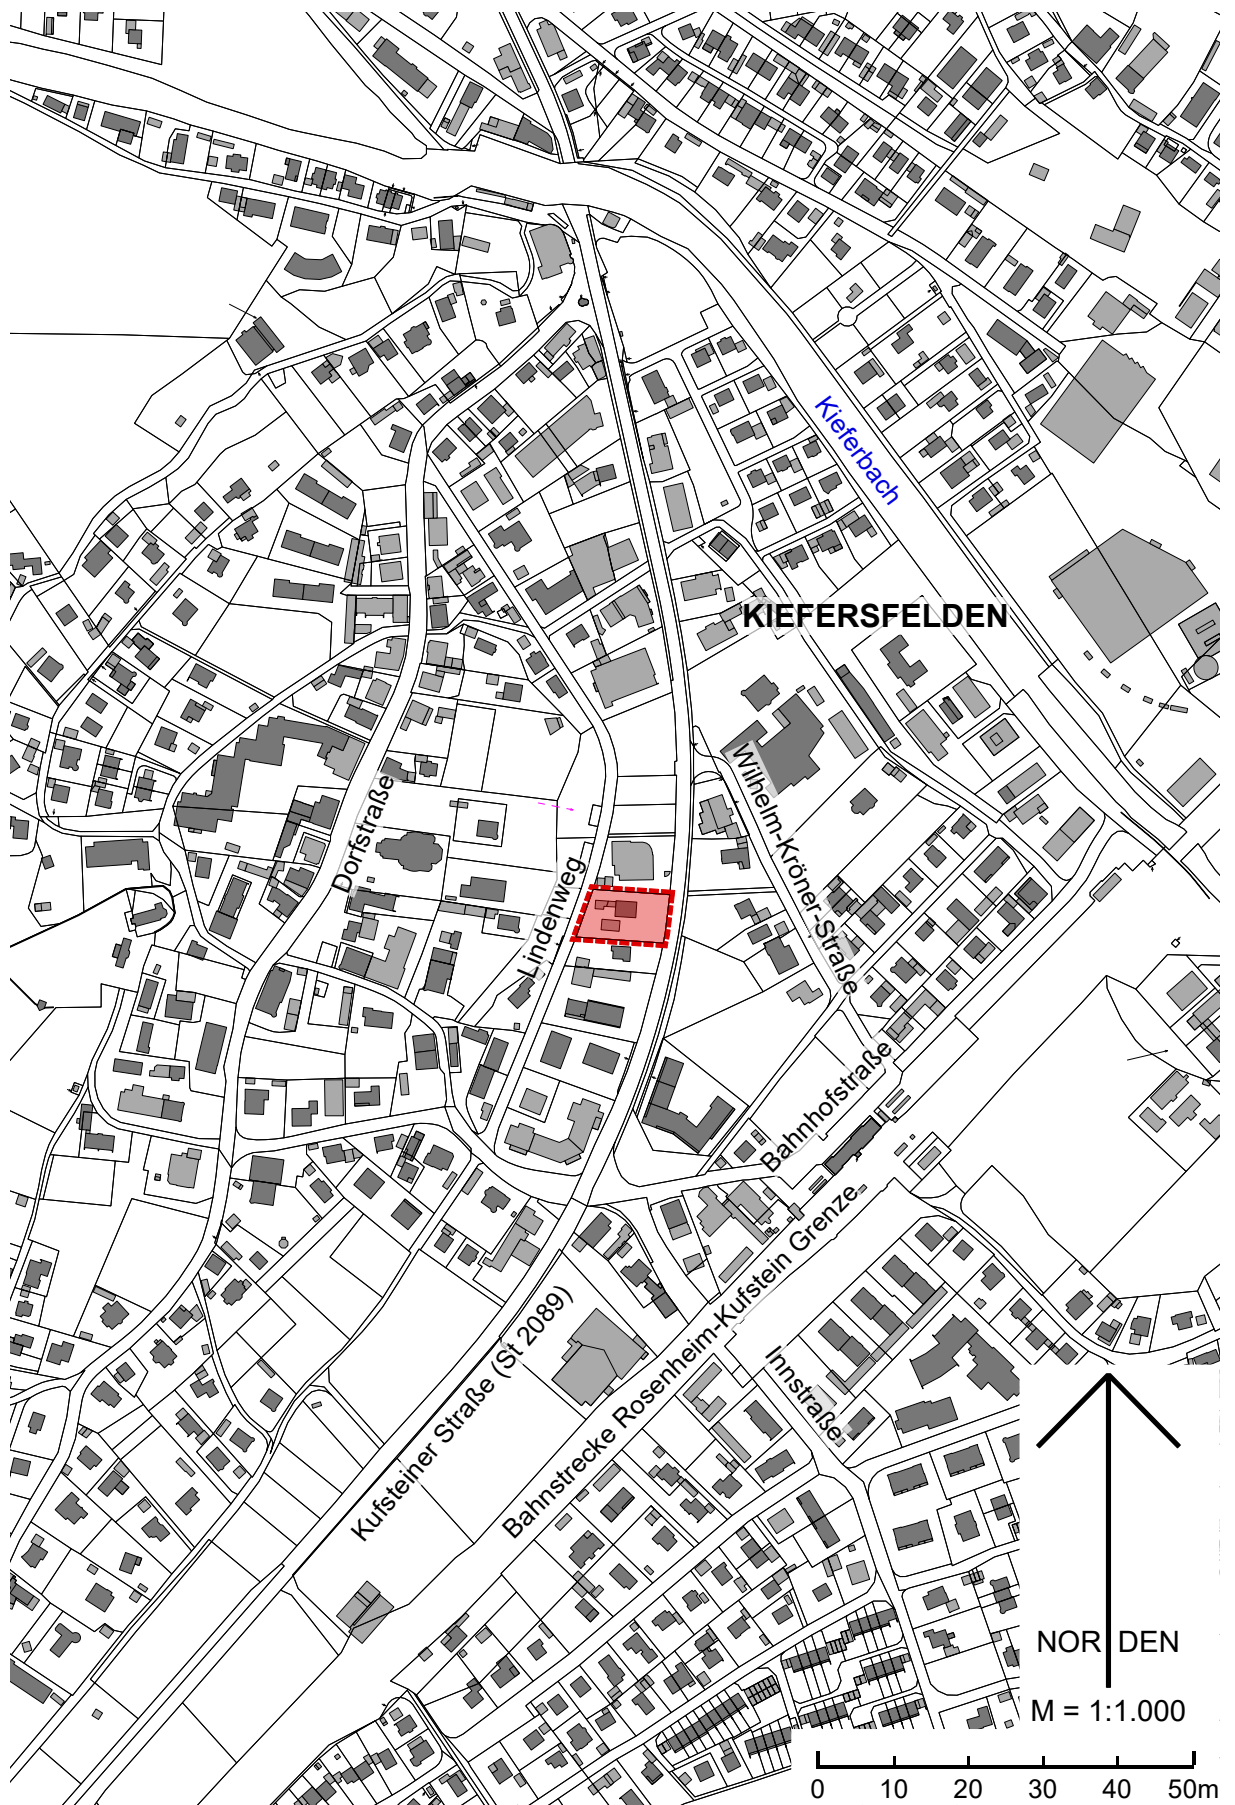 Kieferbach
KIEFERSFELDEN
Wilhelm-Kröner-Straße
Dorfstraße
Lindenweg
Bahnhofstraße
Kufsteiner Straße (St 2089)
Bahnstrecke Rosenheim-Kufstein Grenze
Innstraße
NORDEN
M = 1:1.000
0 10 20 30 40 50m